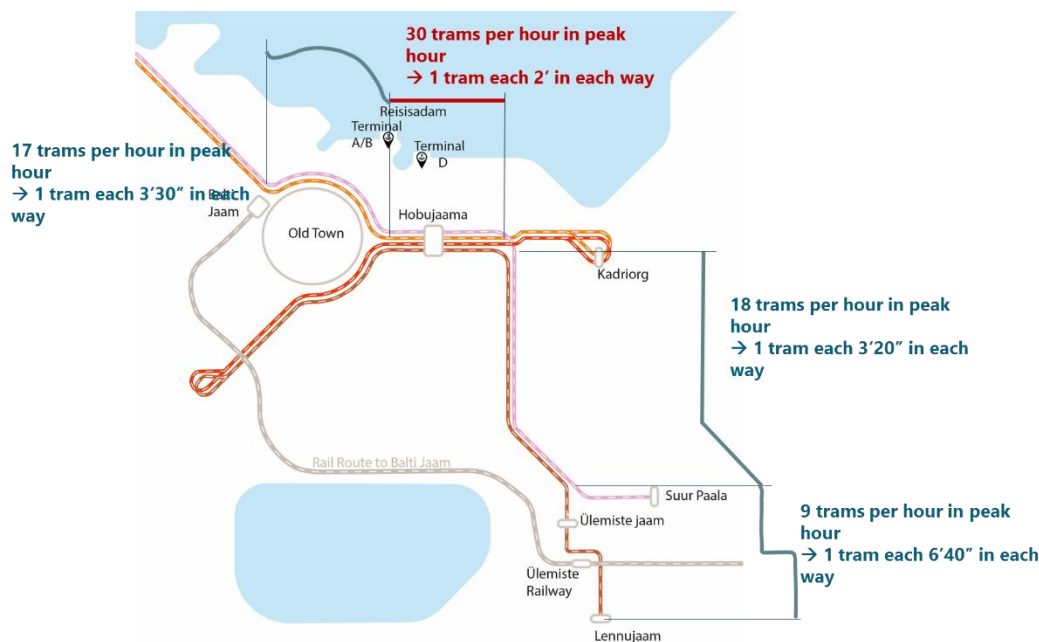 30 trams per hour in peak
hour
→ 1 tram each 2' in each way
Reisisadam
Terminal
A/B
Terminal
D
17 trams per hour in peak
hour
→ 1 tram each 3'30” in each
way
Balti
Jaam
Old Town
Hobujaama
Kadriorg
18 trams per hour in peak
hour
→ 1 tram each 3'20” in each
way
Rail Route to Balti Jaam
Suur Paala
Ülemiste jaam
9 trams per hour in peak
hour
→ 1 tram each 6'40” in each
way
Ülemiste
Railway
Lennujaam